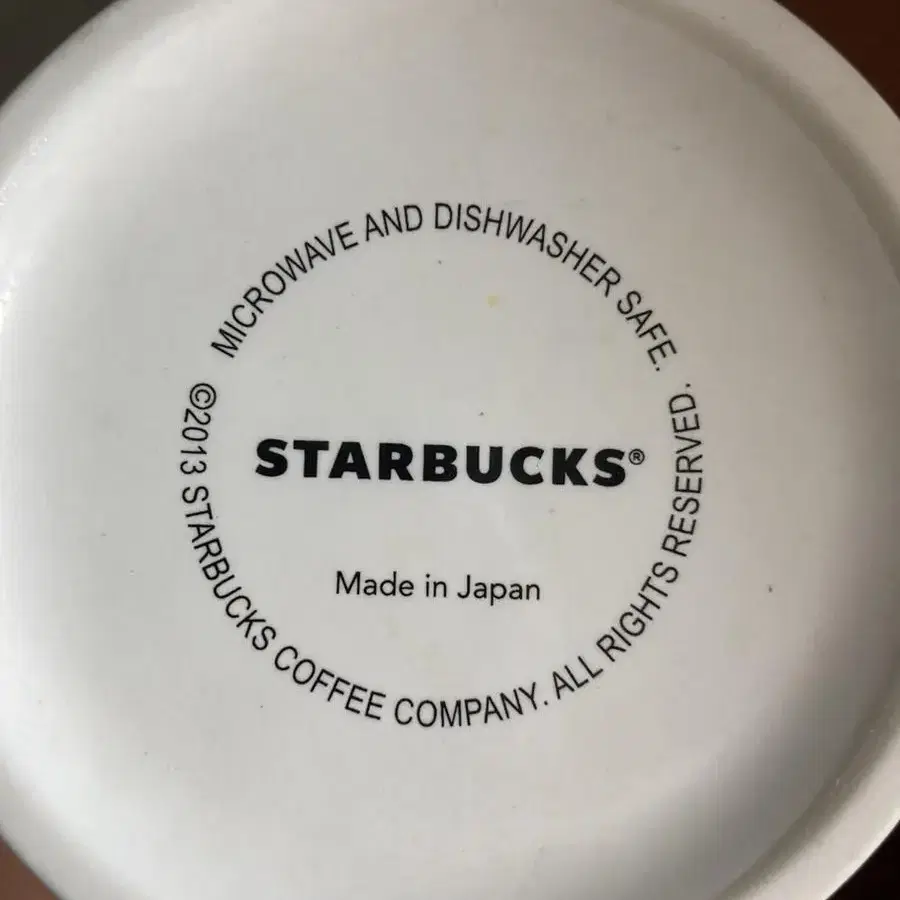 MICROWAVE AND DISHWASHER SAFE.
STARBUCKS®
Made in Japan
©2013 STARBUCKS COFFEE COMPANY. ALL RIGHTS RESERVED.